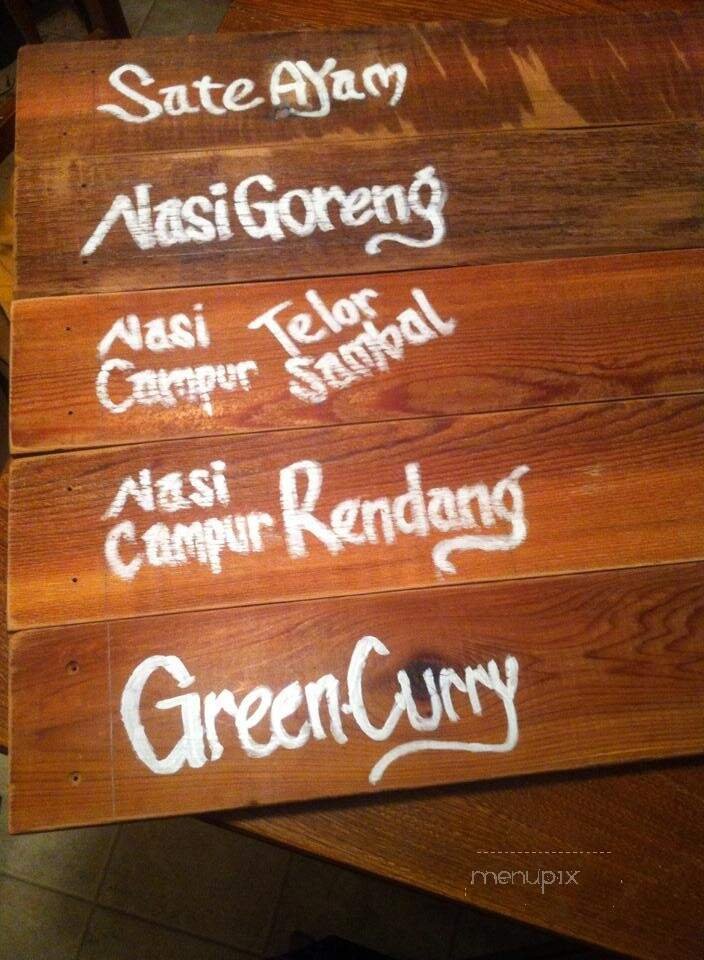 Sate Ayam
Nasi Goreng
Nasi Telor
Campur Sambal
Nasi
Campur Rendang
Green Curry
menupix